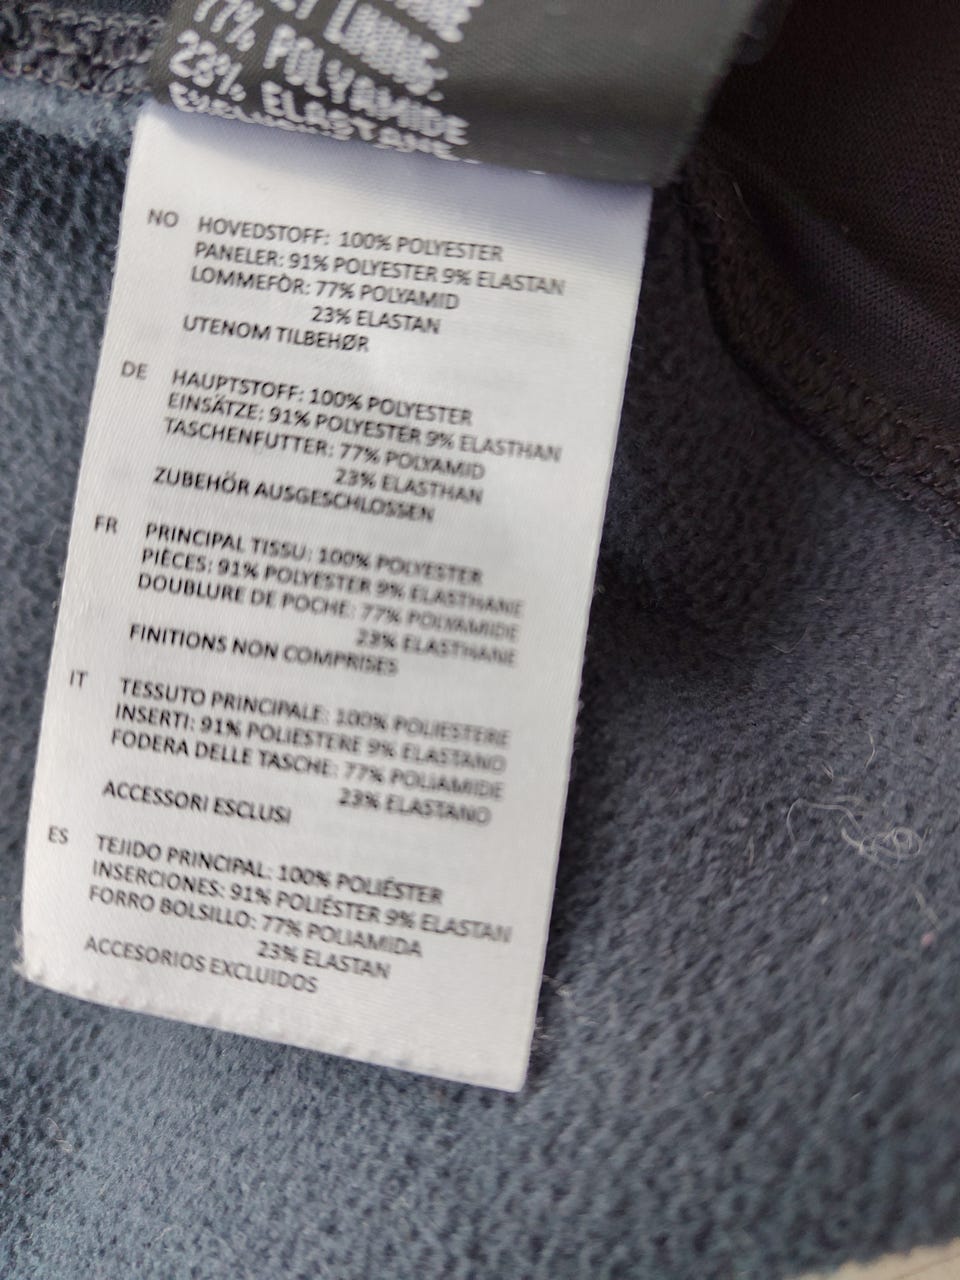 77% POLYAMIDE
23% ELASTANE.
NO HOVEDSTOFF: 100% POLYESTER
PANELER: 91% POLYESTER 9% ELASTAN
LOMMEFÔR: 77% POLYAMID
23% ELASTAN
UTENOM TILBEHØR
DE HAUPTSTOFF: 100% POLYESTER
EINSÄTZE: 91% POLYESTER 9% ELASTHAN
TASCHENFUTTER: 77% POLYAMID
23% ELASTHAN
ZUBEHÖR AUSGESCHLOSSEN
FR PRINCIPAL TISSU: 100% POLYESTER
PIÈCES: 91% POLYESTER 9% ELASTHANE
DOUBLURE DE POCHE: 77% POLYAMIDE
23% ELASTHANE
FINITIONS NON COMPRISES
IT TESSUTO PRINCIPALE: 100% POLIESTERE
INSERTI: 91% POLIESTERE 9% ELASTANO
FODERA DELLE TASCHE: 77% POLIAMIDE
23% ELASTANO
ACCESSORI ESCLUSI
ES TEJIDO PRINCIPAL: 100% POLIÉSTER
INSERCIONES: 91% POLIÉSTER 9% ELASTAN
FORRO BOLSILLO: 77% POLIAMIDA
23% ELASTAN
ACCESORIOS EXCLUIDOS